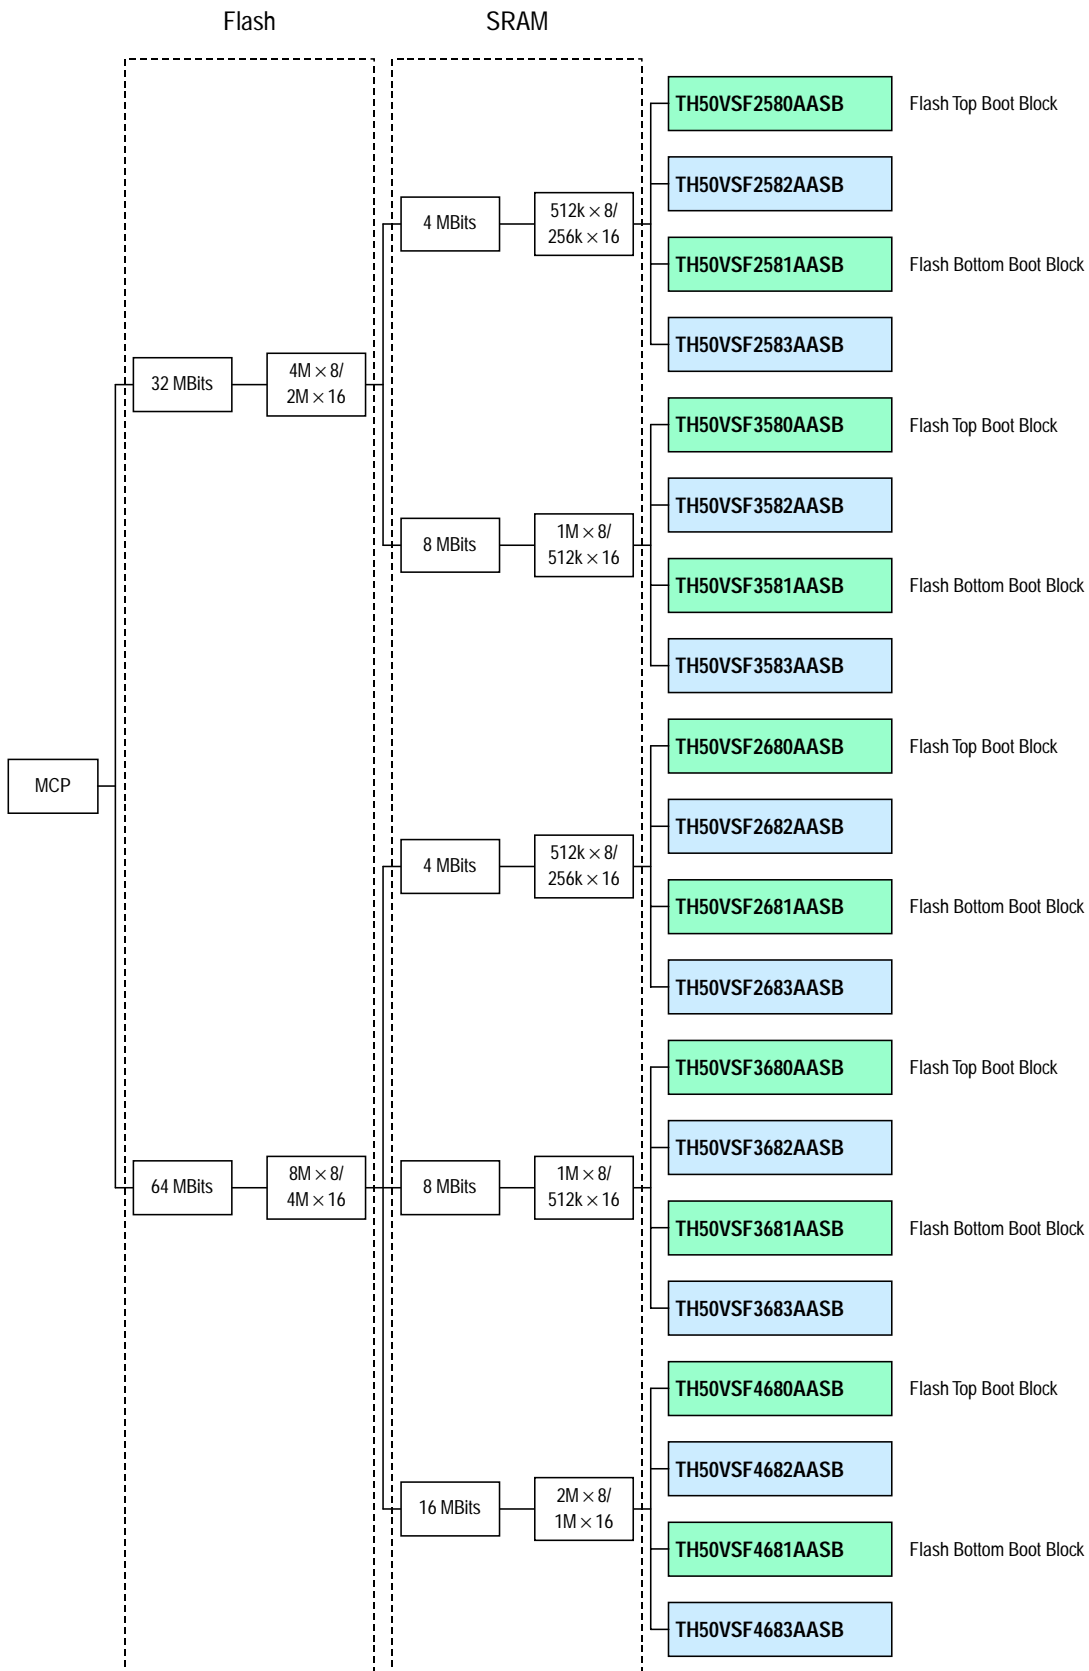 Flash
SRAM
TH50VSF2580AASB
Flash Top Boot Block
TH50VSF2582AASB
4 MBits
512k × 8/
256k × 16
TH50VSF2581AASB
Flash Bottom Boot Block
TH50VSF2583AASB
32 MBits
4M × 8/
2M × 16
TH50VSF3580AASB
Flash Top Boot Block
TH50VSF3582AASB
8 MBits
1M × 8/
512k × 16
TH50VSF3581AASB
Flash Bottom Boot Block
TH50VSF3583AASB
TH50VSF2680AASB
Flash Top Boot Block
MCP
TH50VSF2682AASB
4 MBits
512k × 8/
256k × 16
TH50VSF2681AASB
Flash Bottom Boot Block
TH50VSF2683AASB
TH50VSF3680AASB
Flash Top Boot Block
TH50VSF3682AASB
64 MBits
8M × 8/
4M × 16
8 MBits
1M × 8/
512k × 16
TH50VSF3681AASB
Flash Bottom Boot Block
TH50VSF3683AASB
TH50VSF4680AASB
Flash Top Boot Block
TH50VSF4682AASB
16 MBits
2M × 8/
1M × 16
TH50VSF4681AASB
Flash Bottom Boot Block
TH50VSF4683AASB